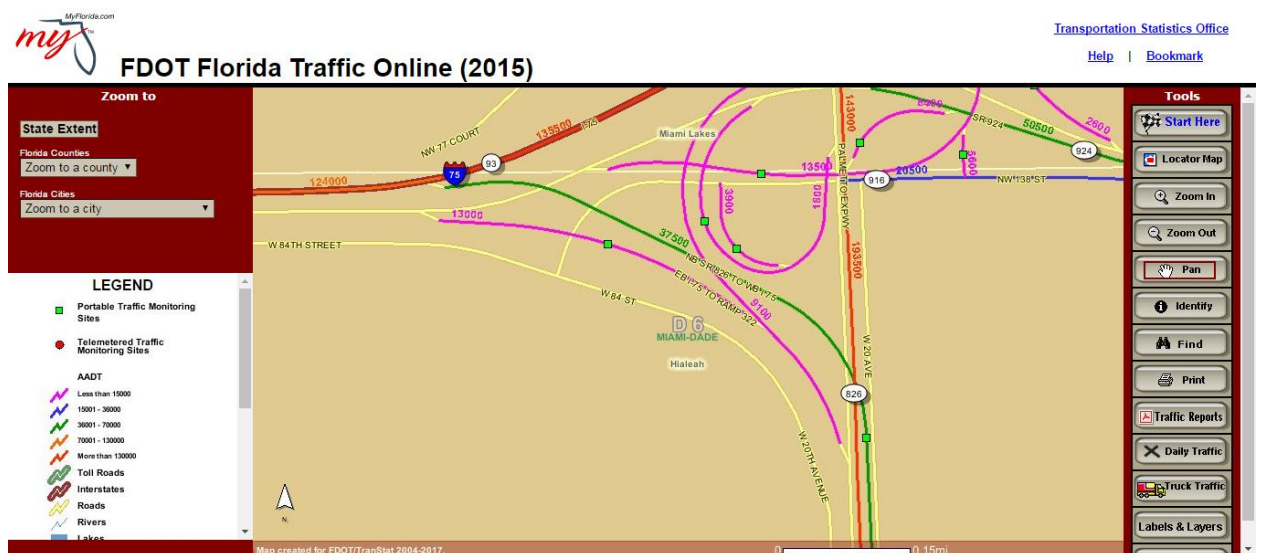 MyFlorida.com
my
FDOT Florida Traffic Online (2015)
Transportation Statistics Office
Help | Bookmark
Zoom to
State Extent
Florida Counties
Zoom to a county
Florida Cities
Zoom to a city
LEGEND
Portable Traffic Monitoring
Sites
Telemetered Traffic
Monitoring Sites
AADT
Less than 15000
15001 - 36000
36001 - 70000
70001 - 130000
More than 130000
Toll Roads
Interstates
Roads
Rivers
Lakes
NW 77 COURT
135500
I 75
93
75
124000
Miami Lakes
143000
8400
SR 924
50500
2600
924
13500
1800
PALMETTO EXPWY
916
20500
5600
NW 138 ST
3900
13000
37500
NB SR 826 TO WB I 75
W 84TH STREET
EB I 75 TO RAMP 322
9100
193500
W 84 ST
D 6
MIAMI-DADE
Hialeah
W 20 AVE
826
W 20TH AVENUE
N
Map created for FDOT/TranStat 2004-2017.
0
0.15mi
Tools
Start Here
Locator Map
Zoom In
Zoom Out
Pan
Identify
Find
Print
Traffic Reports
Daily Traffic
Truck Traffic
Labels & Layers